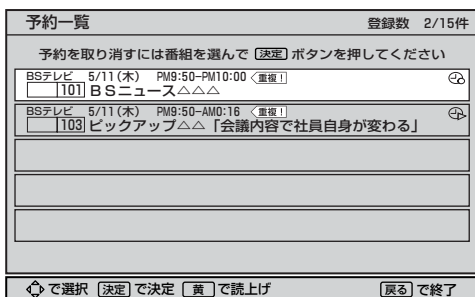 予約一覧 登録数 2/15件
予約を取り消すには番組を選んで 決定 ボタンを押してください
BSテレビ 5/11(木) PM9:50-PM10:00 重複!
101 BSニュース△△△
BSテレビ 5/11(木) PM9:50-AM0:16 重複!
103 ピックアップ△△「会議内容で社員自身が変わる」
で選択 決定 で決定 黄 で読上げ 戻る で終了